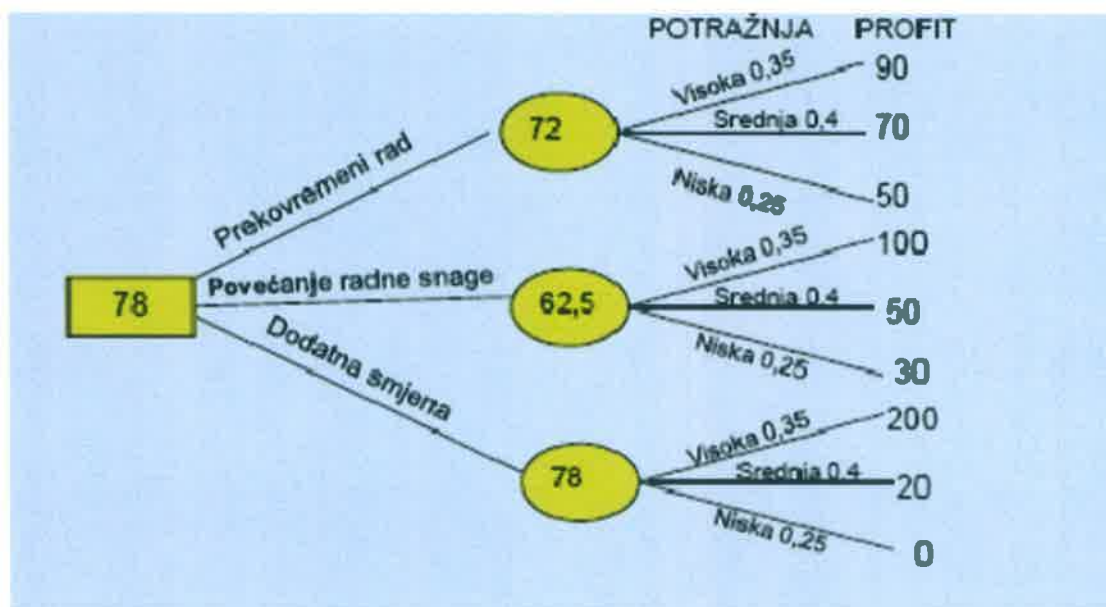 POTRAŽNJA PROFIT
Visoka 0,35 90
Prekovremeni rad 72 Srednja 0,4 70
Niska 0,25 50
Visoka 0,35 100
78 Povećanje radne snage 62,5 Srednja 0,4 50
Niska 0,25 30
Dodatna smjena 78 Visoka 0,35 200
Srednja 0,4 20
Niska 0,25 0